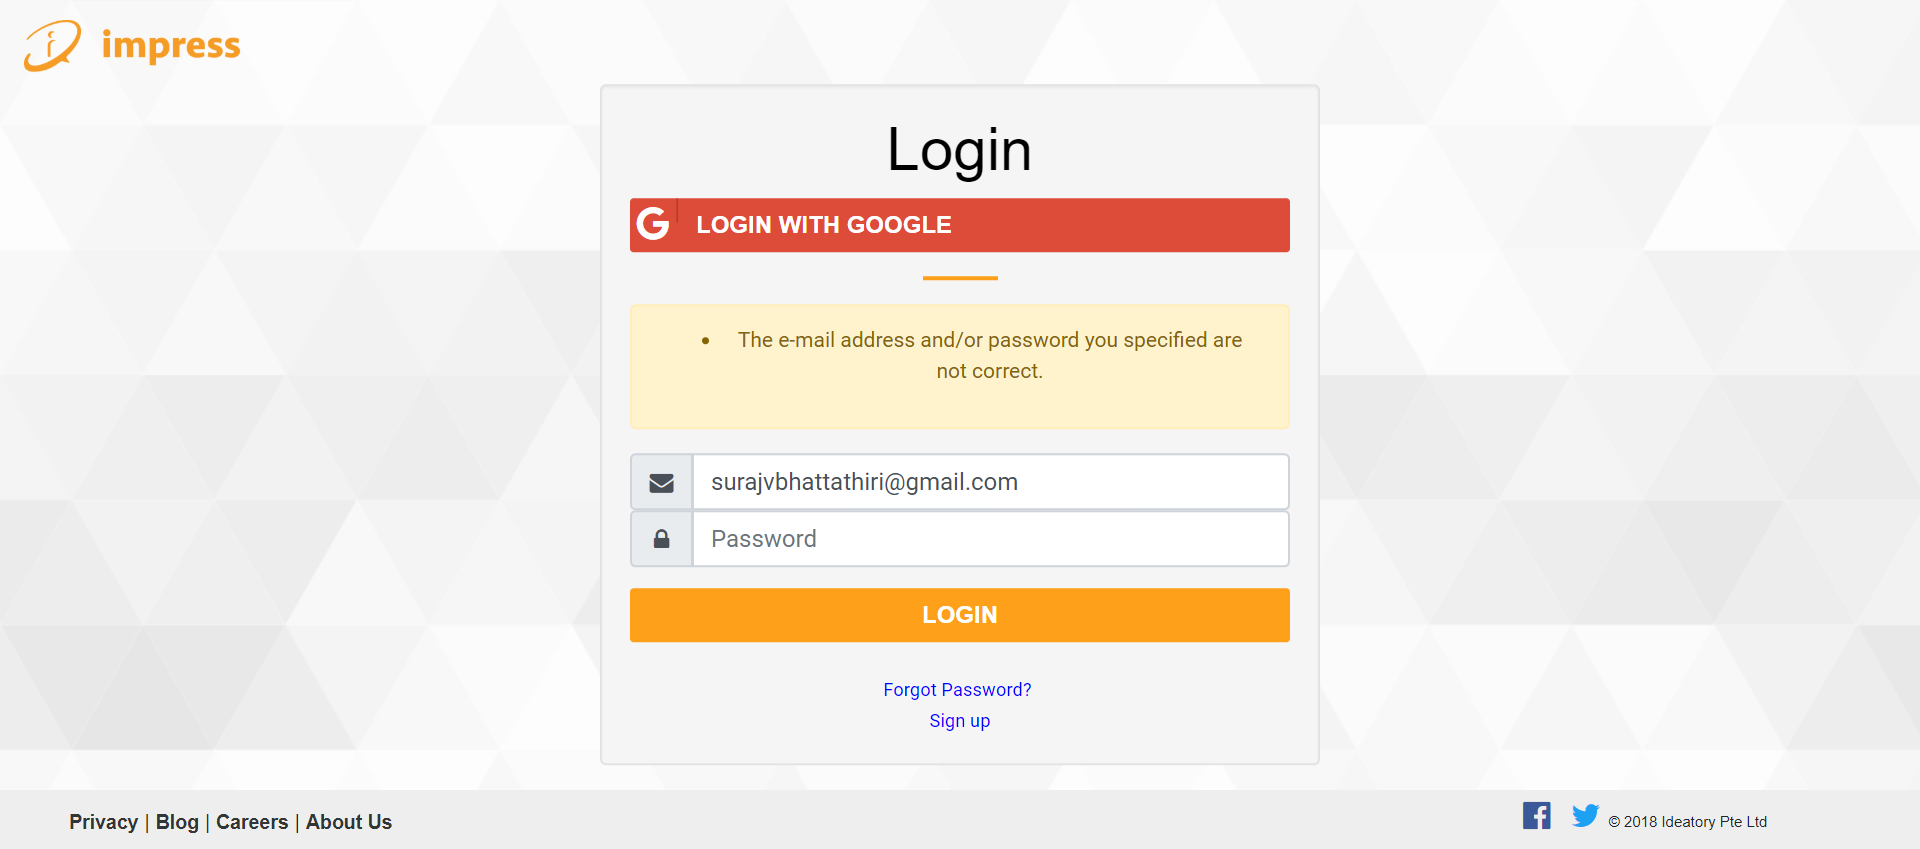 impress
Login
LOGIN WITH GOOGLE
• The e-mail address and/or password you specified are
not correct.
surajvbhattathiri@gmail.com
Password
LOGIN
Forgot Password?
Sign up
Privacy | Blog | Careers | About Us
© 2018 Ideatory Pte Ltd